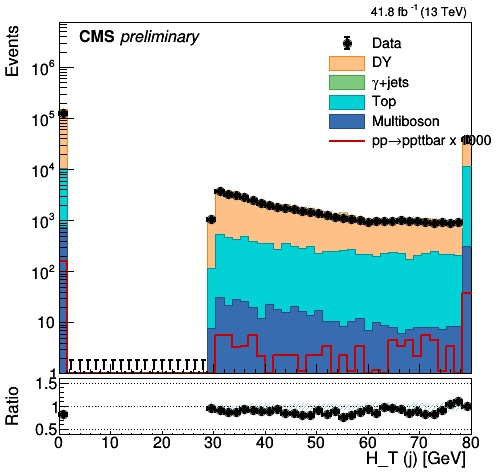 41.8 fb⁻¹ (13 TeV)
CMS preliminary
Events
Data
DY
γ+jets
Top
Multiboson
pp→ppttbar x 1000
10⁶
10⁵
10⁴
10³
10²
10
1
Ratio
1.5
1
0.5
0 10 20 30 40 50 60 70 80
H_T (j) [GeV]